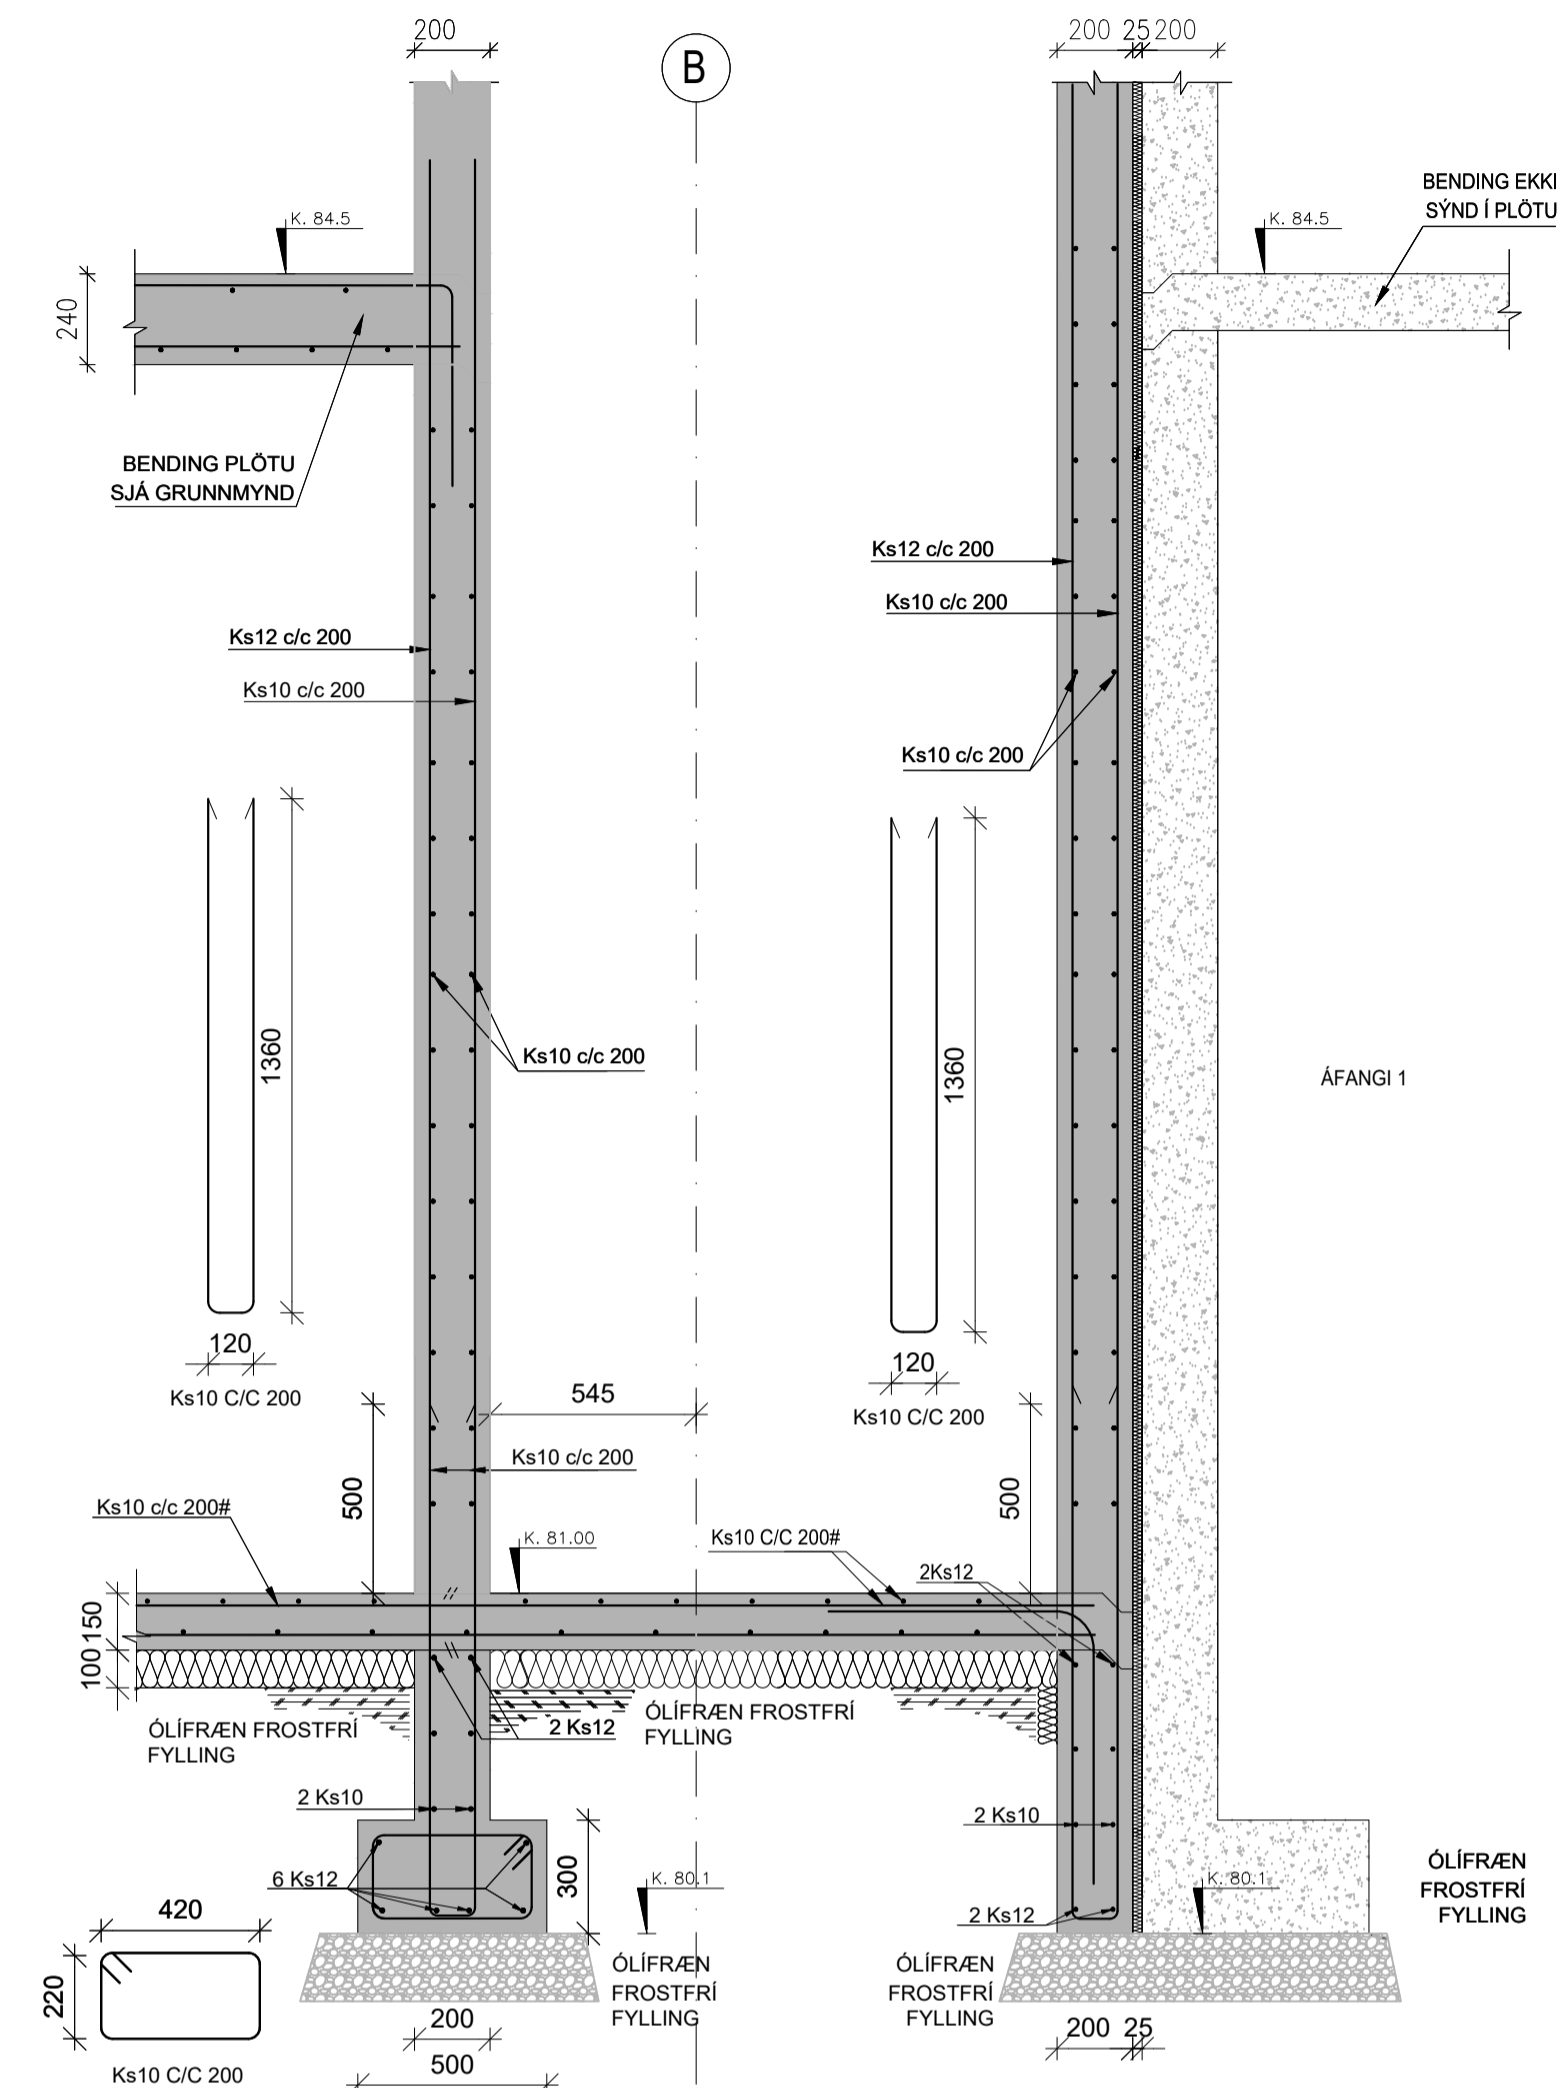 200
B
200 25 200
BENDING EKKI
SÝND Í PLÖTU
K. 84.5
K. 84.5
240
BENDING PLÖTU
SJÁ GRUNNMYND
Ks12 c/c 200
Ks10 c/c 200
Ks12 c/c 200
Ks10 c/c 200
Ks10 c/c 200
1360
Ks10 c/c 200
1360
ÁFANGI 1
120
Ks10 C/C 200
545
120
Ks10 C/C 200
Ks10 c/c 200
500
500
Ks10 c/c 200#
K. 81.00
Ks10 C/C 200#
2Ks12
150
100
ÓLÍFRÆN FROSTFRÍ
FYLLING
2 Ks12
ÓLÍFRÆN FROSTFRÍ
FYLLING
2 Ks10
2 Ks10
6 Ks12
300
K. 80.1
K. 80.1
ÓLÍFRÆN
FROSTFRÍ
FYLLING
2 Ks12
420
220
Ks10 C/C 200
ÓLÍFRÆN
FROSTFRÍ
FYLLING
ÓLÍFRÆN
FROSTFRÍ
FYLLING
200
500
200 25